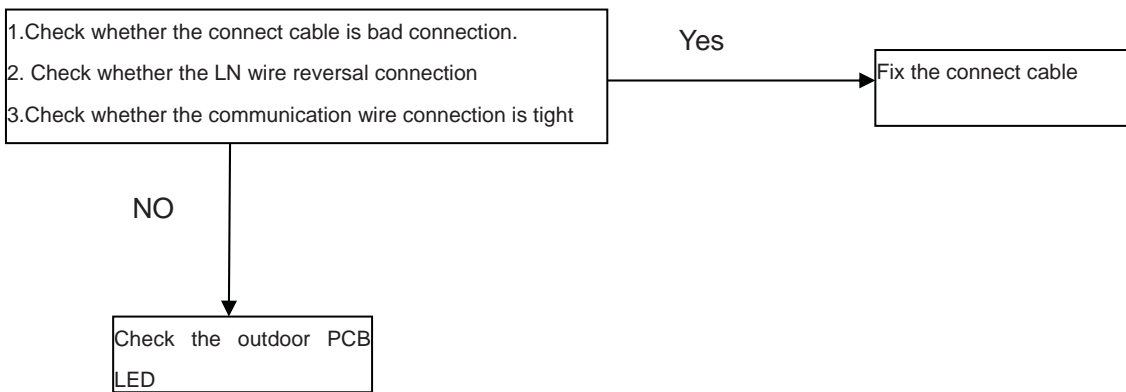 1.Check whether the connect cable is bad connection.
2. Check whether the LN wire reversal connection
3.Check whether the communication wire connection is tight
Yes
Fix the connect cable
NO
Check the outdoor PCB
LED